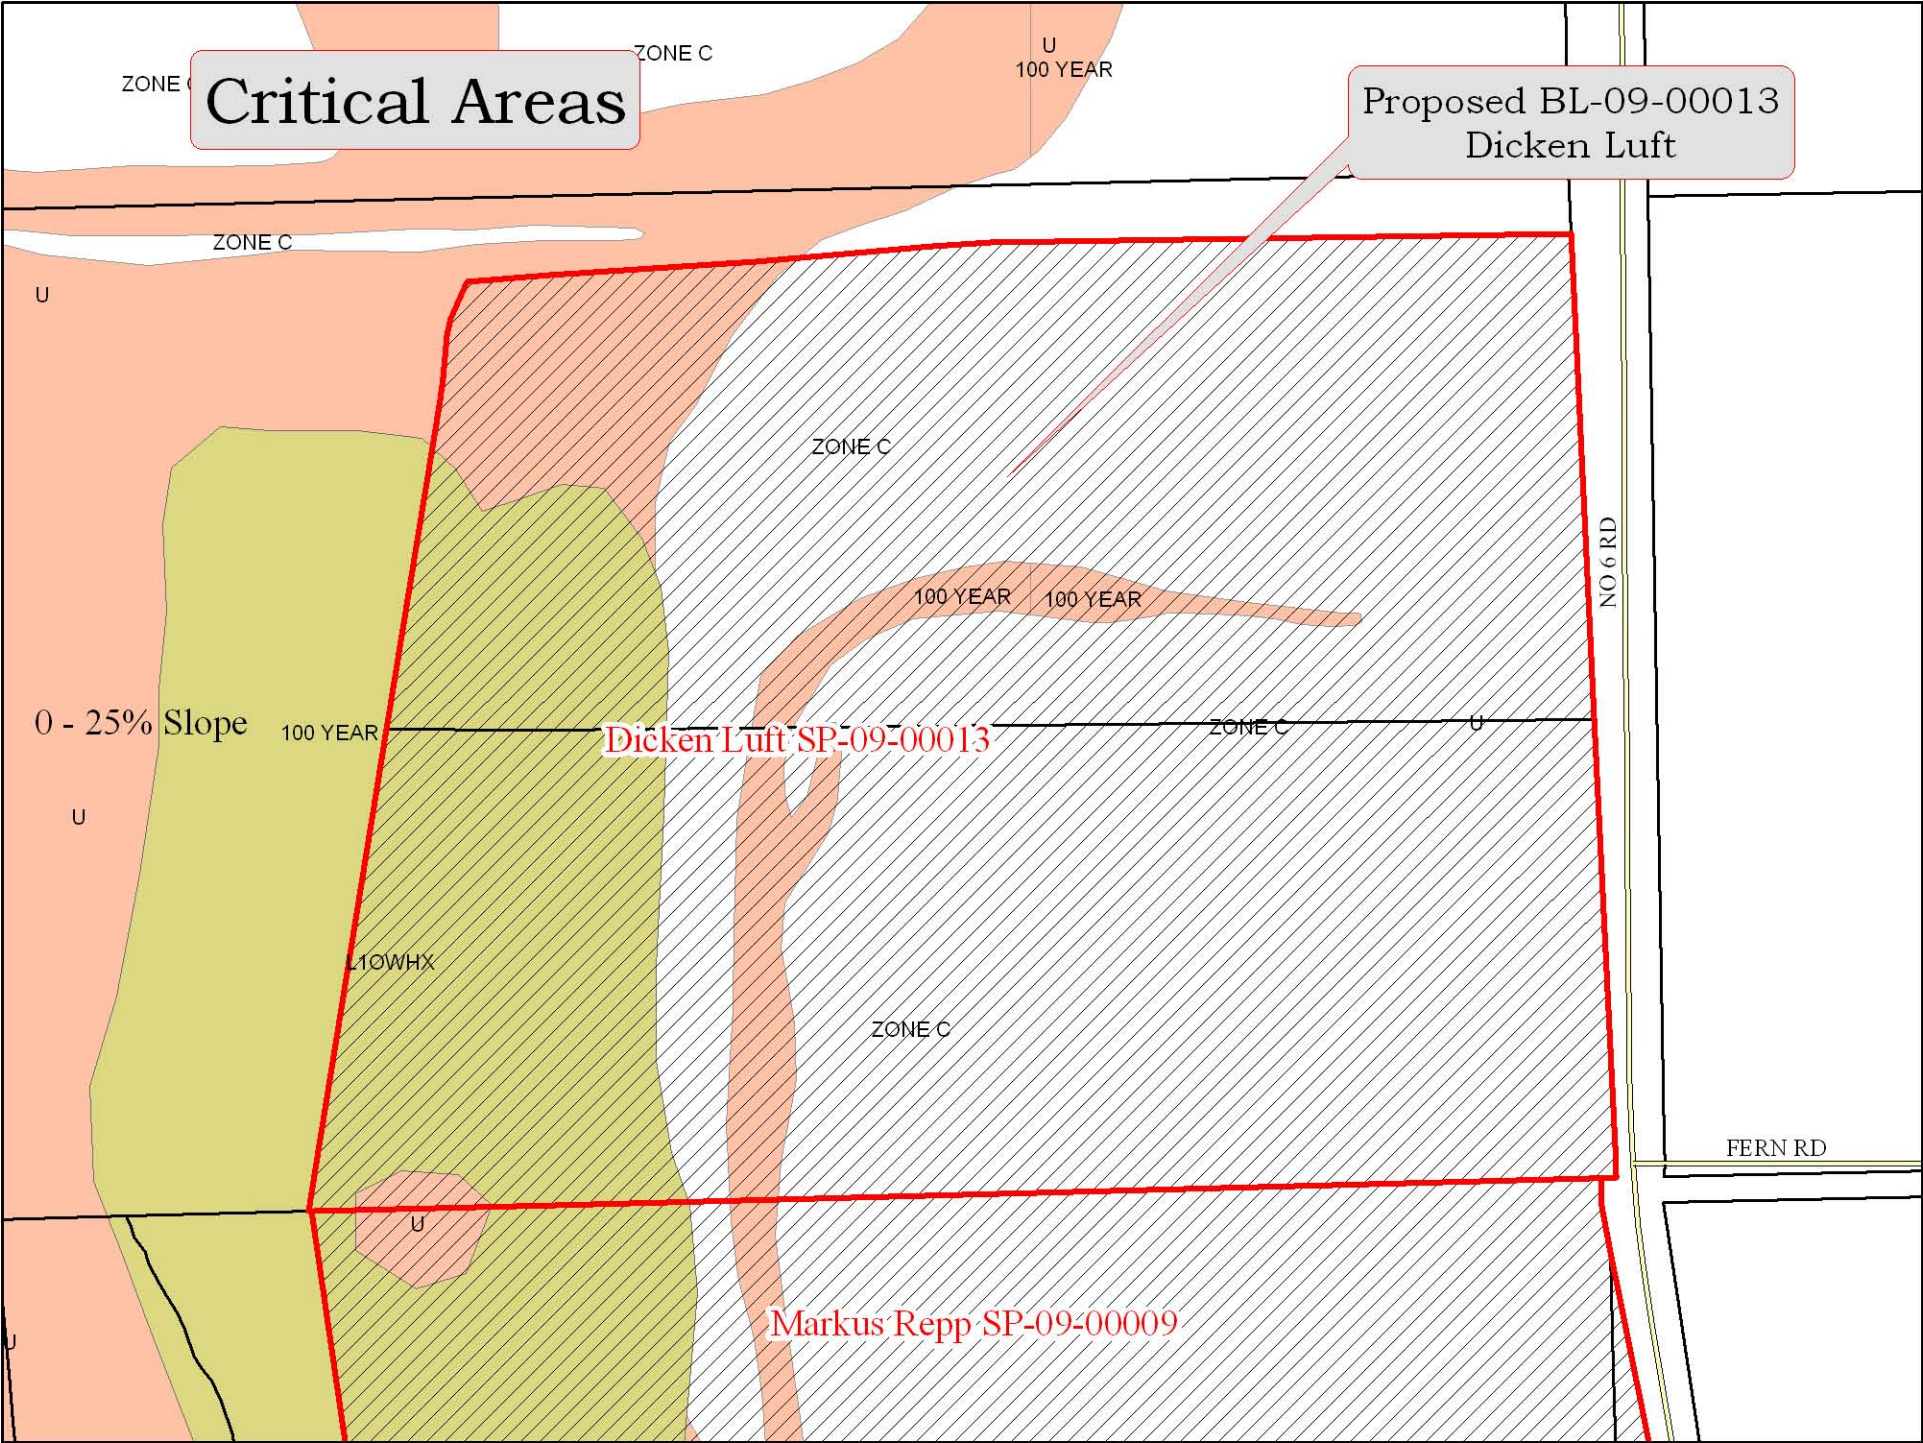 ZONE C
U
100 YEAR
ZONE
Critical Areas
Proposed BL-09-00013
Dicken Luft
ZONE C
U
ZONE C
NO 6 RD
100 YEAR
100 YEAR
0 - 25% Slope
100 YEAR
Dicken Luft SP-09-00013
ZONE C
U
U
L1OWHX
ZONE C
FERN RD
U
Markus Repp SP-09-00009
U